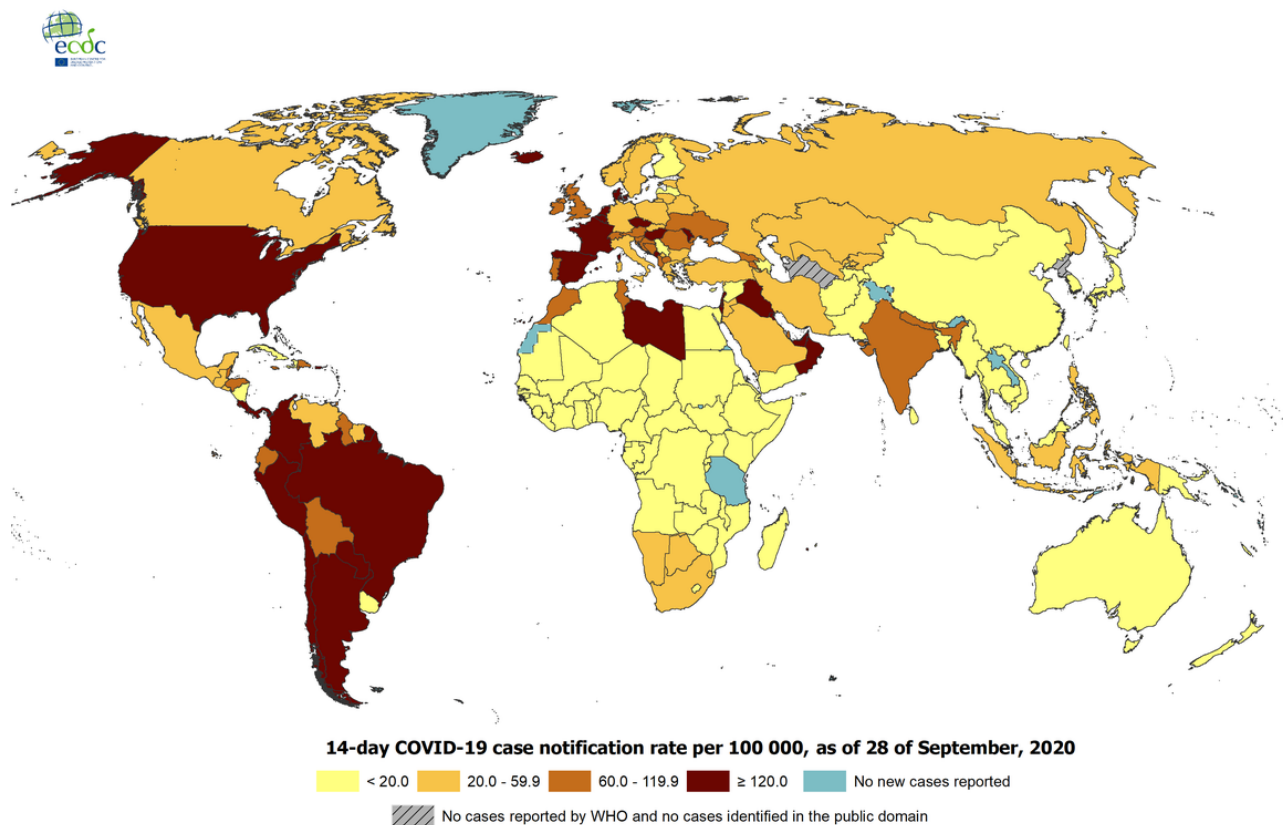 ecdc
14-day COVID-19 case notification rate per 100 000, as of 28 of September, 2020
< 20.0
20.0 - 59.9
60.0 - 119.9
≥ 120.0
No new cases reported
No cases reported by WHO and no cases identified in the public domain